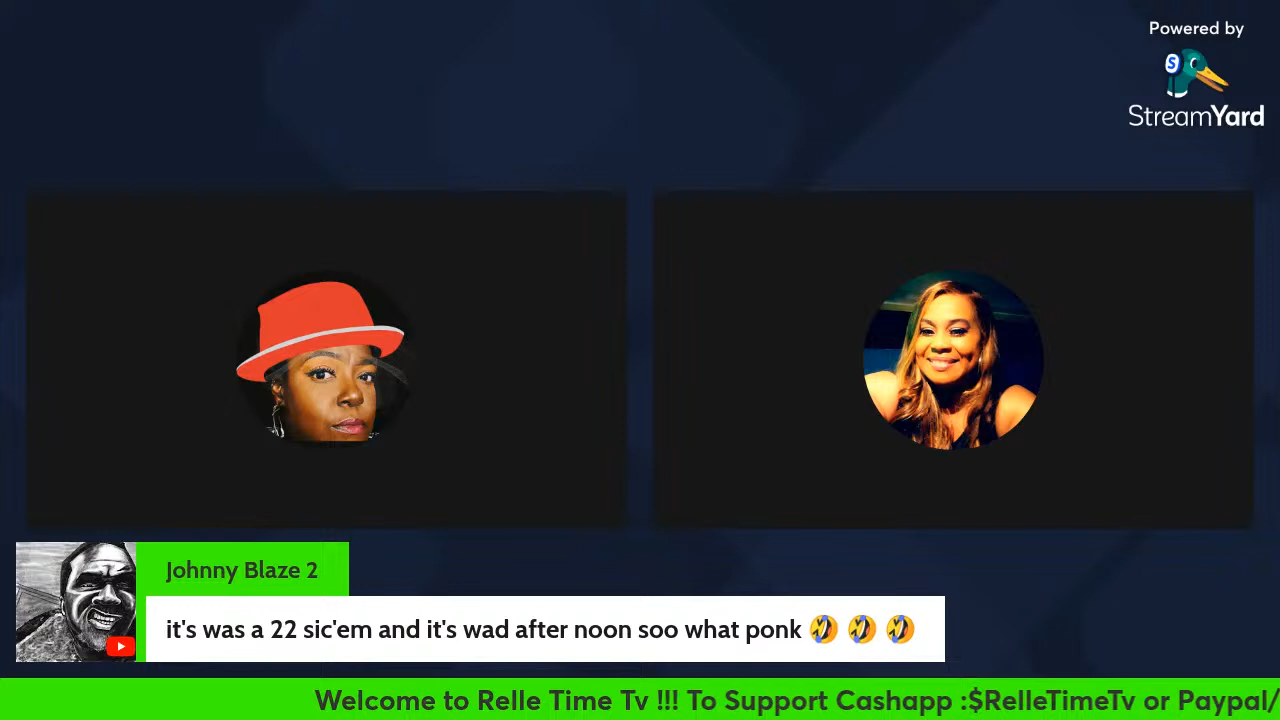 Powered by
S
StreamYard
Johnny Blaze 2
it's was a 22 sic'em and it's wad after noon soo what ponk 🤣 🤣 🤣
Welcome to Relle Time Tv !!! To Support Cashapp :$RelleTimeTv or Paypal/